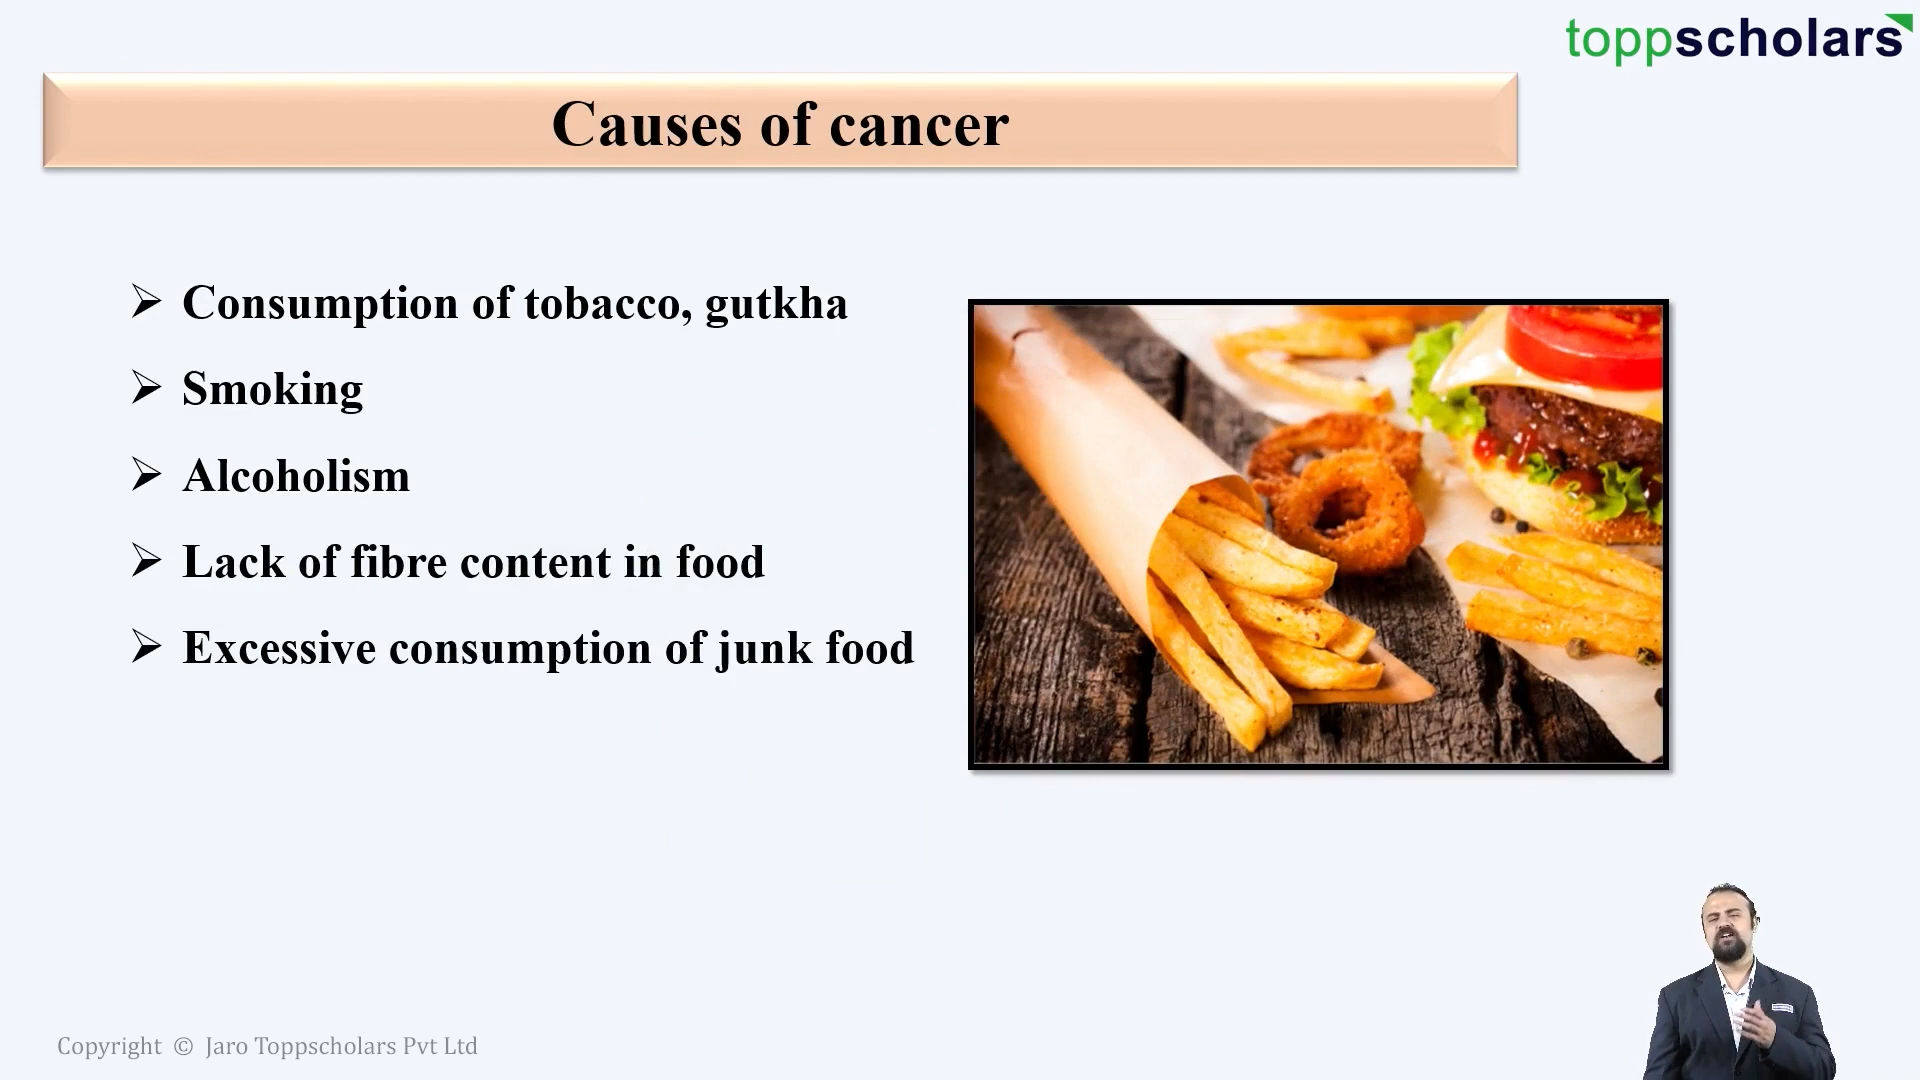 toppscholars
Causes of cancer
➢ Consumption of tobacco, gutkha
➢ Smoking
➢ Alcoholism
➢ Lack of fibre content in food
➢ Excessive consumption of junk food
Copyright © Jaro Toppscholars Pvt Ltd